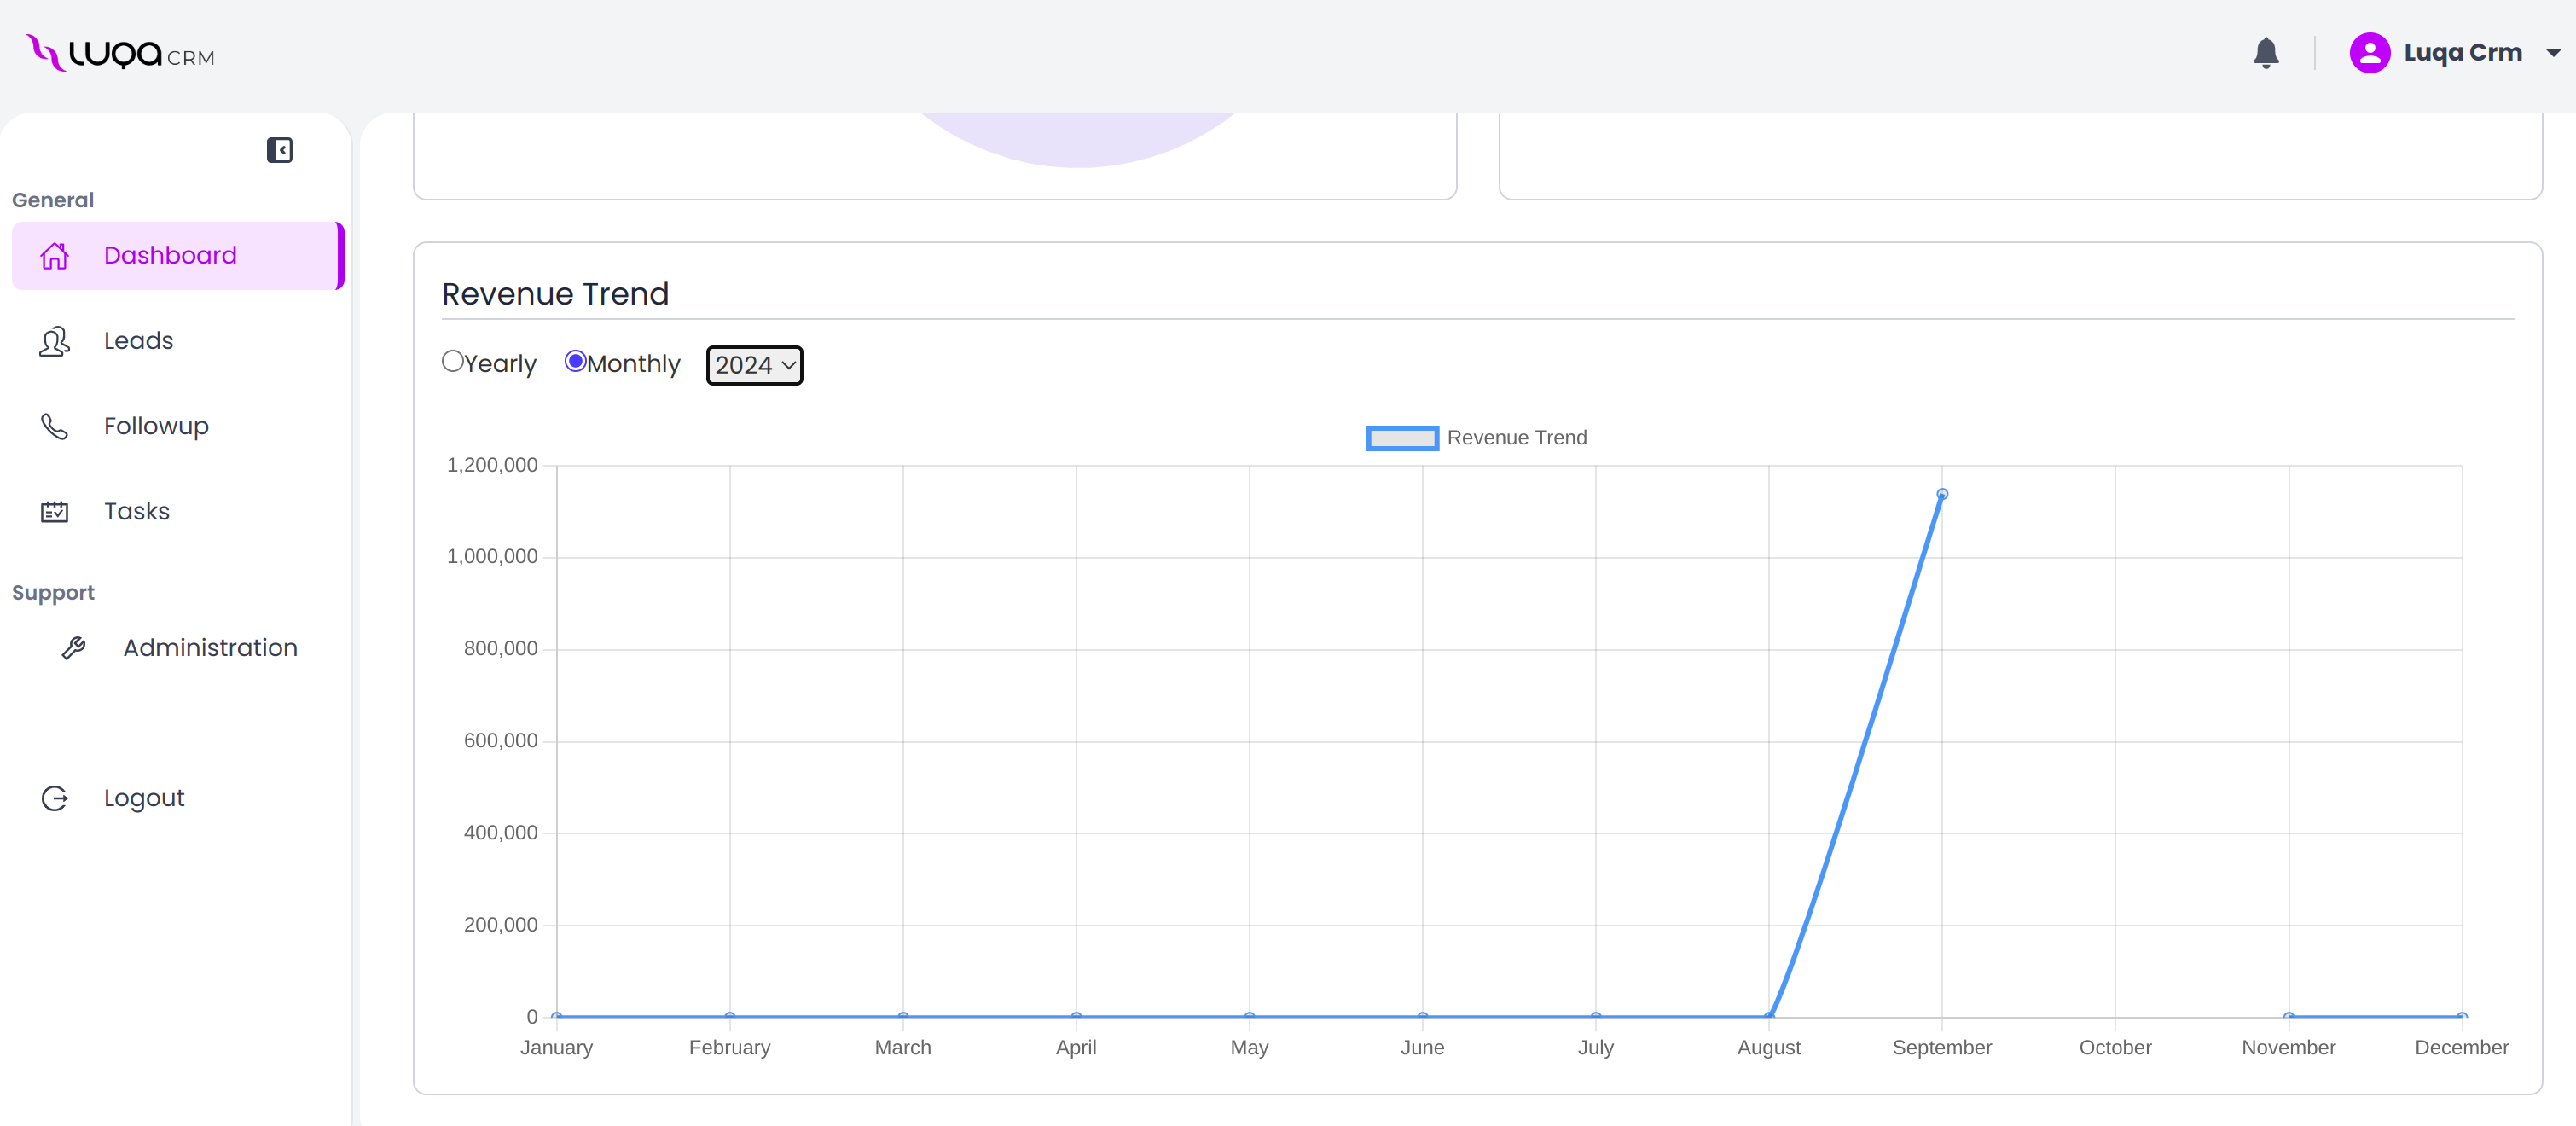 luqa CRM
Luqa Crm
General
Dashboard
Leads
Followup
Tasks
Support
Administration
Logout
Revenue Trend
Yearly Monthly 2024
Revenue Trend
1,200,000
1,000,000
800,000
600,000
400,000
200,000
0
January February March April May June July August September October November December